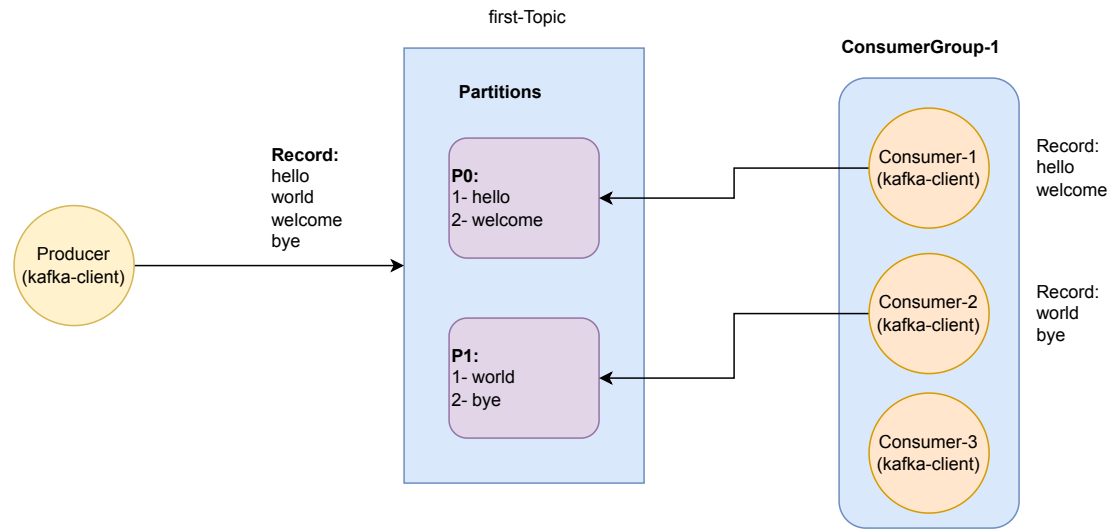 first-Topic
ConsumerGroup-1
Partitions
Record:
hello
world
welcome
bye
Producer
(kafka-client)
P0:
1- hello
2- welcome
P1:
1- world
2- bye
Consumer-1
(kafka-client)
Record:
hello
welcome
Consumer-2
(kafka-client)
Record:
world
bye
Consumer-3
(kafka-client)